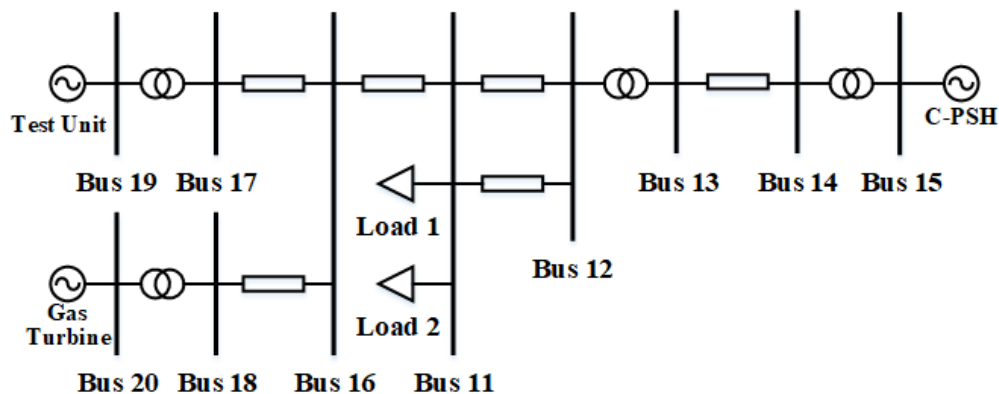 Test Unit
C-PSH
Bus 19
Bus 17
Bus 13
Bus 14
Bus 15
Load 1
Bus 12
Gas
Turbine
Load 2
Bus 20
Bus 18
Bus 16
Bus 11